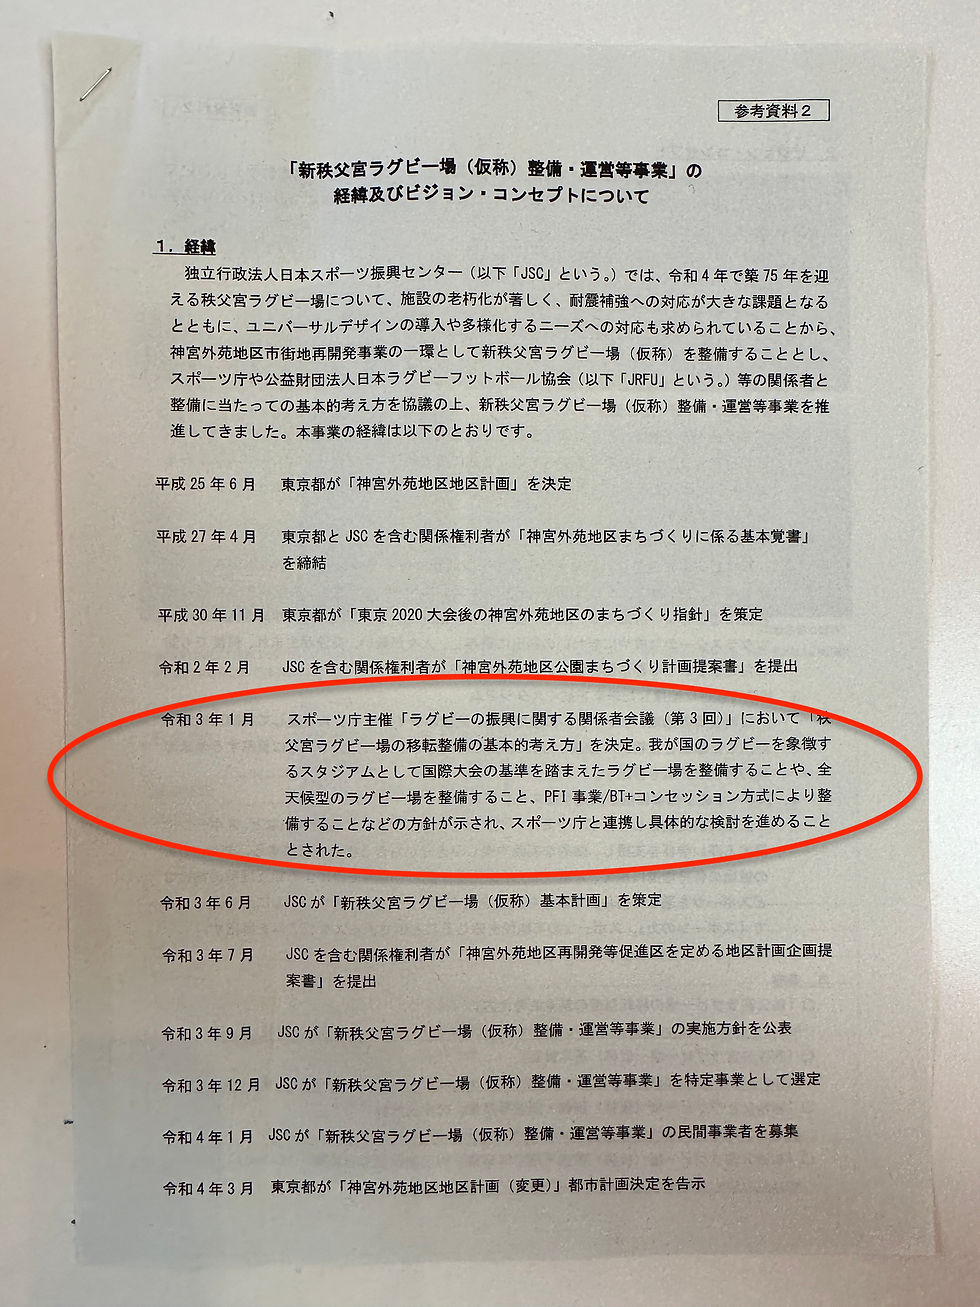 参考資料2
「新秩父宮ラグビー場（仮称）整備・運営等事業」の
経緯及びビジョン・コンセプトについて
1．経緯
独立行政法人日本スポーツ振興センター（以下「JSC」という。）では、令和4年で築75年を迎
える秩父宮ラグビー場について、施設の老朽化が著しく、耐震補強への対応が大きな課題となる
とともに、ユニバーサルデザインの導入や多様化するニーズへの対応も求められていることから、
神宮外苑地区市街地再開発事業の一環として新秩父宮ラグビー場（仮称）を整備することとし、
スポーツ庁や公益財団法人日本ラグビーフットボール協会（以下「JRFU」という。）等の関係者と
整備に当たっての基本的考え方を協議の上、新秩父宮ラグビー場（仮称）整備・運営等事業を推
進してきました。本事業の経緯は以下のとおりです。
平成25年6月 東京都が「神宮外苑地区地区計画」を決定
平成27年4月 東京都とJSCを含む関係権利者が「神宮外苑地区まちづくりに係る基本覚書」
を締結
平成30年11月 東京都が「東京2020大会後の神宮外苑地区のまちづくり指針」を策定
令和2年2月 JSCを含む関係権利者が「神宮外苑地区公園まちづくり計画提案書」を提出
令和3年1月 スポーツ庁主催「ラグビーの振興に関する関係者会議（第3回）」において「秩
父宮ラグビー場の移転整備の基本的考え方」を決定。我が国のラグビーを象徴す
るスタジアムとして国際大会の基準を踏まえたラグビー場を整備することや、全
天候型のラグビー場を整備すること、PFI事業/BT+コンセッション方式により整
備することなどの方針が示され、スポーツ庁と連携し具体的な検討を進めること
とされた。
令和3年6月 JSCが「新秩父宮ラグビー場（仮称）基本計画」を策定
令和3年7月 JSCを含む関係権利者が「神宮外苑地区再開発等促進区を定める地区計画企画提
案書」を提出
令和3年9月 JSCが「新秩父宮ラグビー場（仮称）整備・運営等事業」の実施方針を公表
令和3年12月 JSCが「新秩父宮ラグビー場（仮称）整備・運営等事業」を特定事業として選定
令和4年1月 JSCが「新秩父宮ラグビー場（仮称）整備・運営等事業」の民間事業者を募集
令和4年3月 東京都が「神宮外苑地区地区計画（変更）」都市計画決定を告示